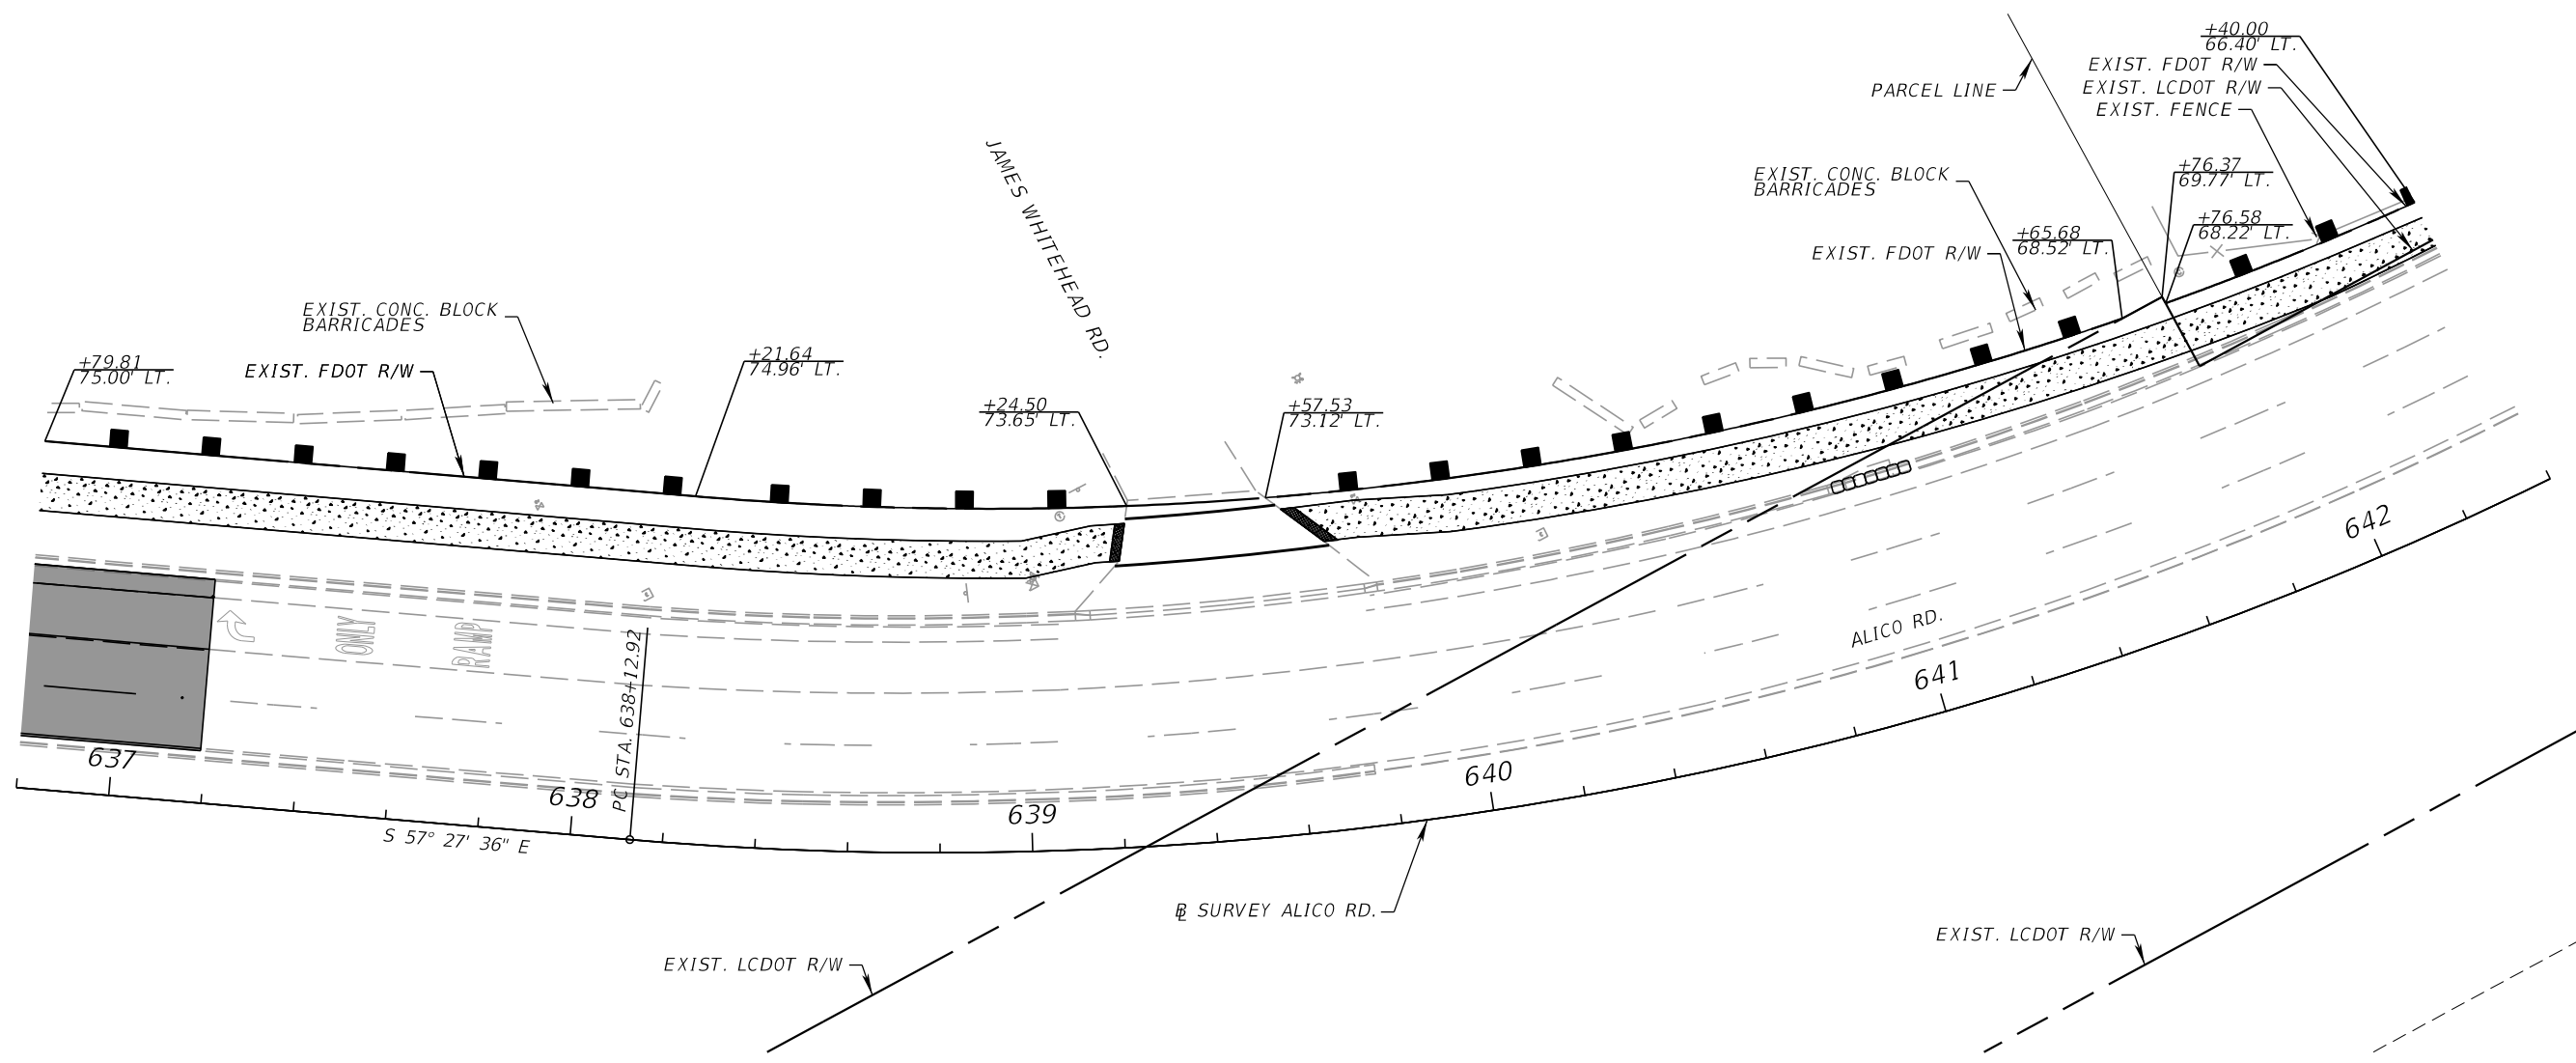 +40.00
66.40' LT.
EXIST. FDOT R/W
EXIST. LCDOT R/W
EXIST. FENCE
PARCEL LINE
+76.37
69.77' LT.
EXIST. CONC. BLOCK
BARRICADES
+76.58
68.22' LT.
+65.68
68.52' LT.
EXIST. FDOT R/W
JAMES WHITEHEAD RD.
EXIST. CONC. BLOCK
BARRICADES
+79.81
75.00' LT.
EXIST. FDOT R/W
+21.64
74.96' LT.
+24.50
73.65' LT.
+57.53
73.12' LT.
ONLY
RAMP
PC STA. 638+12.92
ALICO RD.
637
638
639
640
641
642
S 57° 27' 36" E
BL SURVEY ALICO RD.
EXIST. LCDOT R/W
EXIST. LCDOT R/W